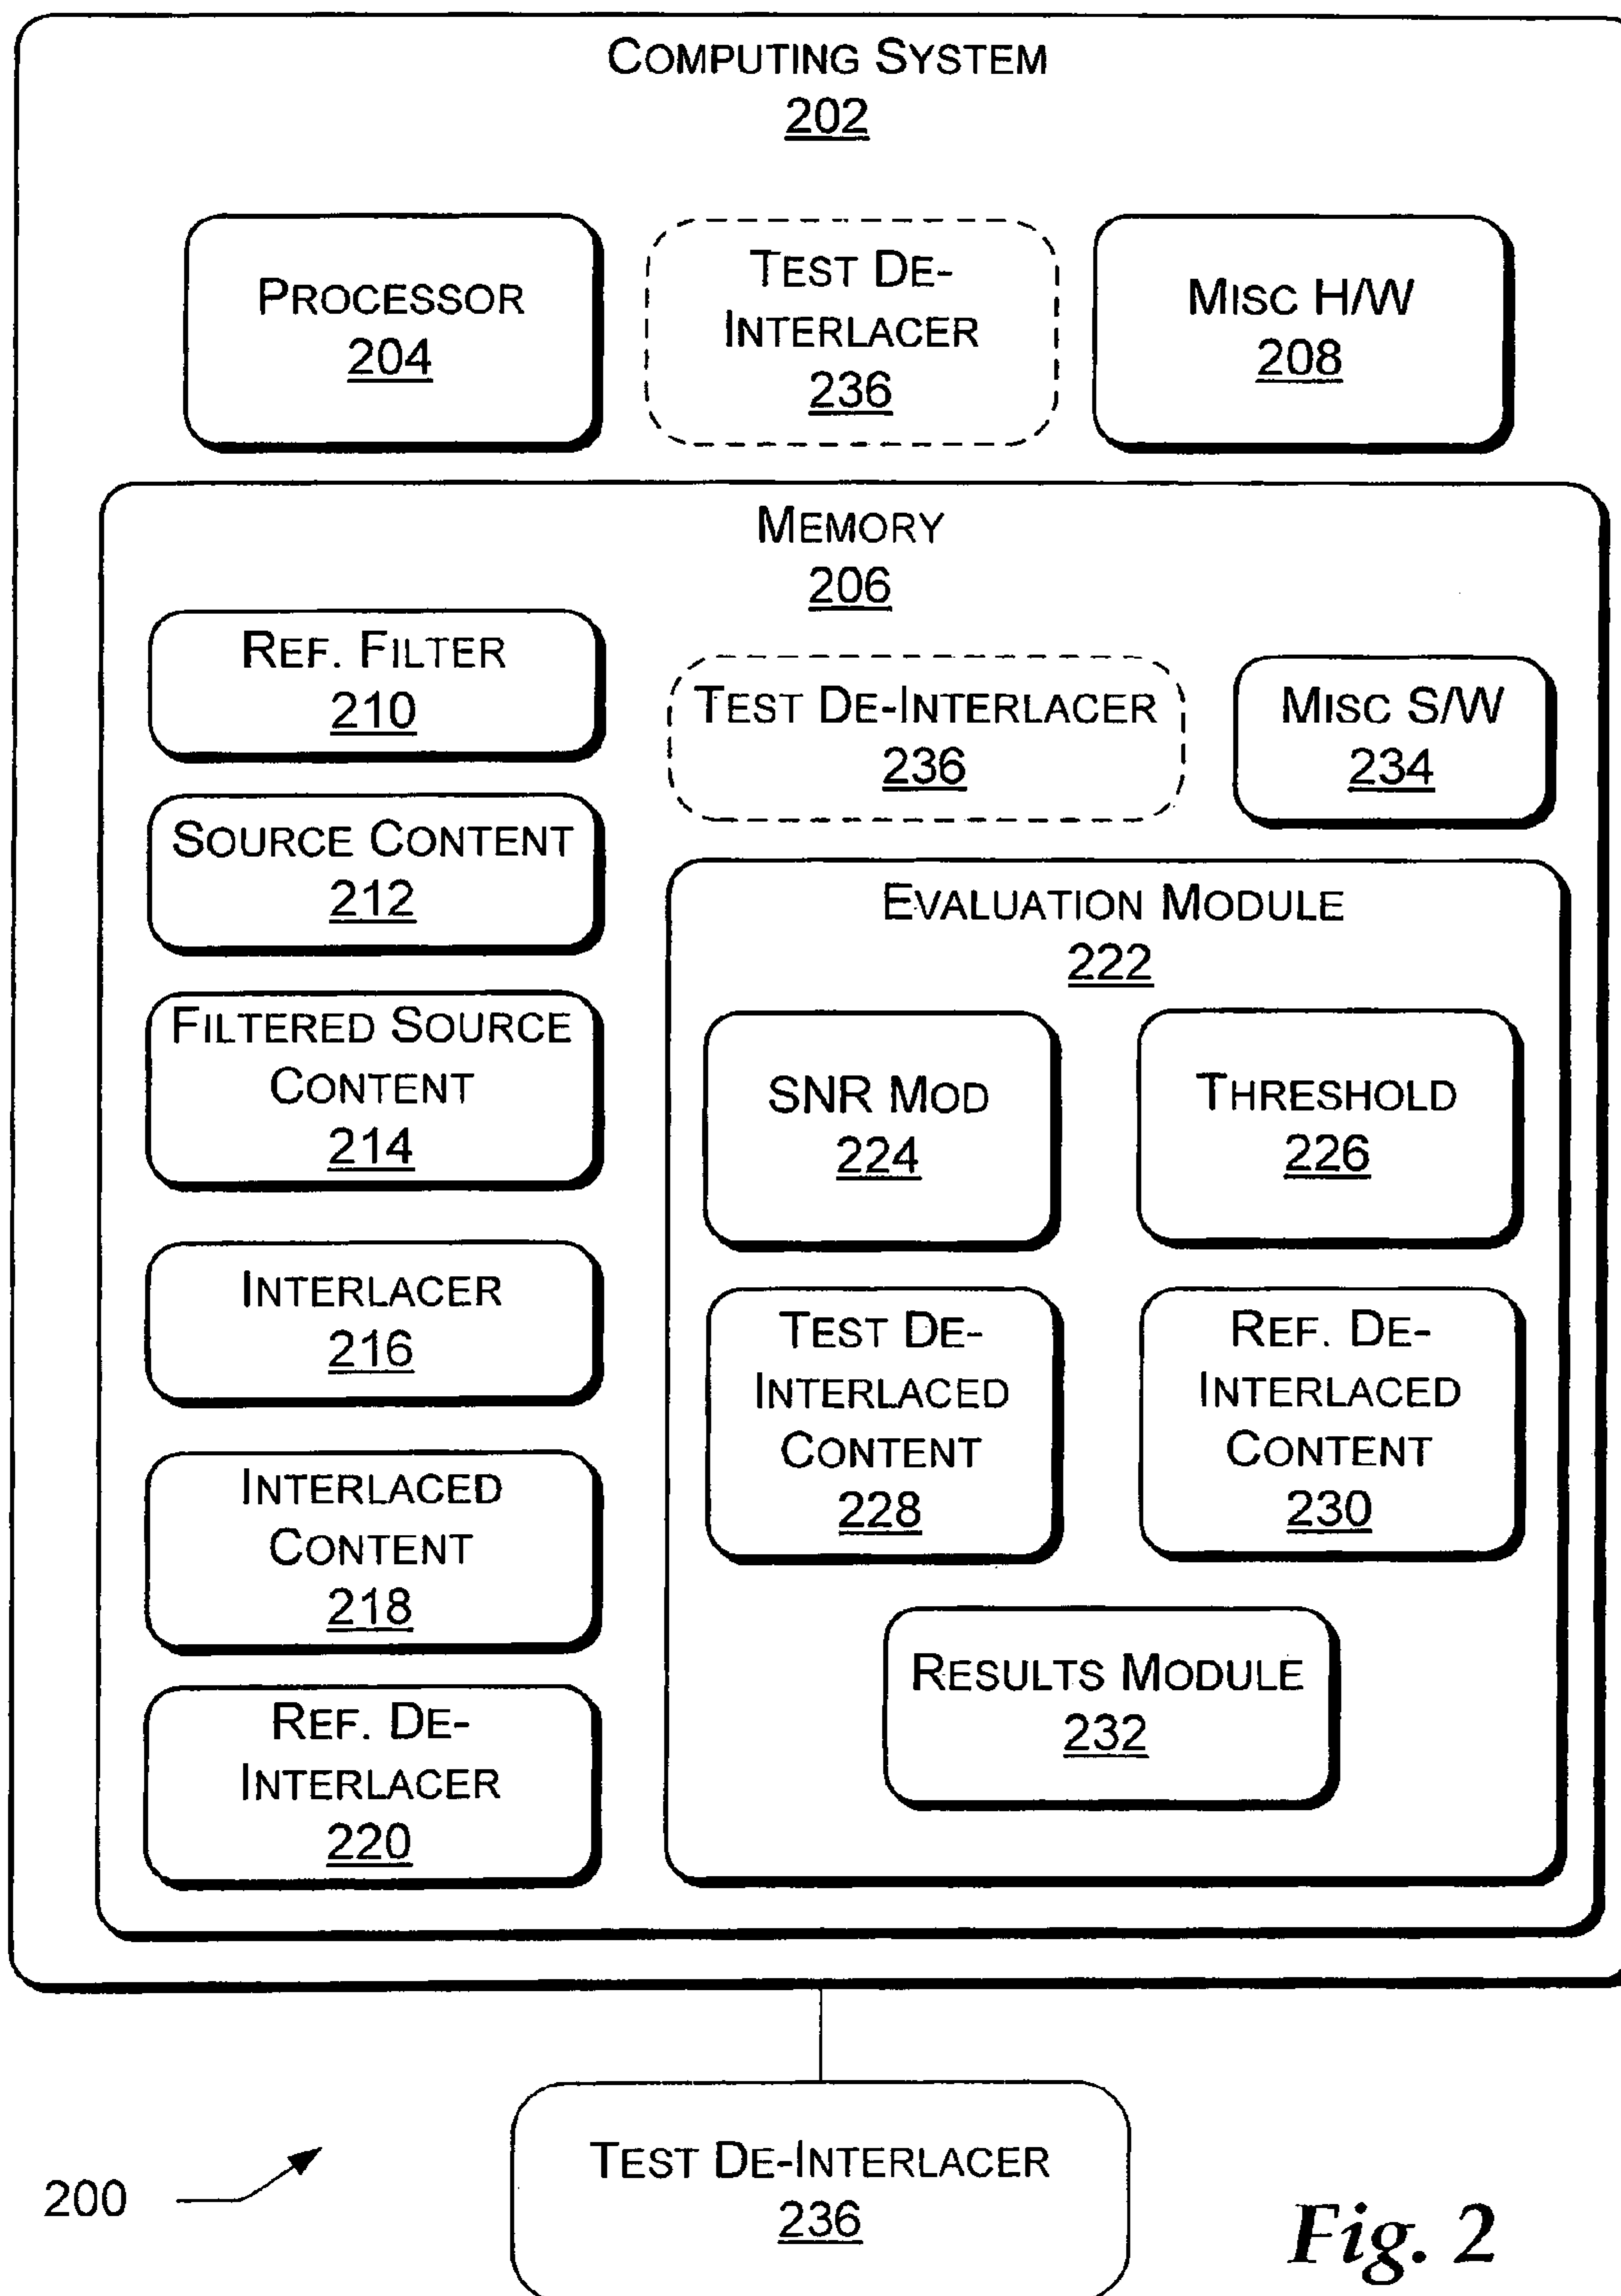 COMPUTING SYSTEM
202
PROCESSOR
204
TEST DE-
INTERLACER
236
MISC H/W
208
MEMORY
206
REF. FILTER
210
SOURCE CONTENT
212
FILTERED SOURCE
CONTENT
214
INTERLACER
216
INTERLACED
CONTENT
218
REF. DE-
INTERLACER
220
TEST DE-INTERLACER
236
MISC S/W
234
EVALUATION MODULE
222
SNR MOD
224
THRESHOLD
226
TEST DE-
INTERLACED
CONTENT
228
REF. DE-
INTERLACED
CONTENT
230
RESULTS MODULE
232
TEST DE-INTERLACER
236
200
Fig. 2